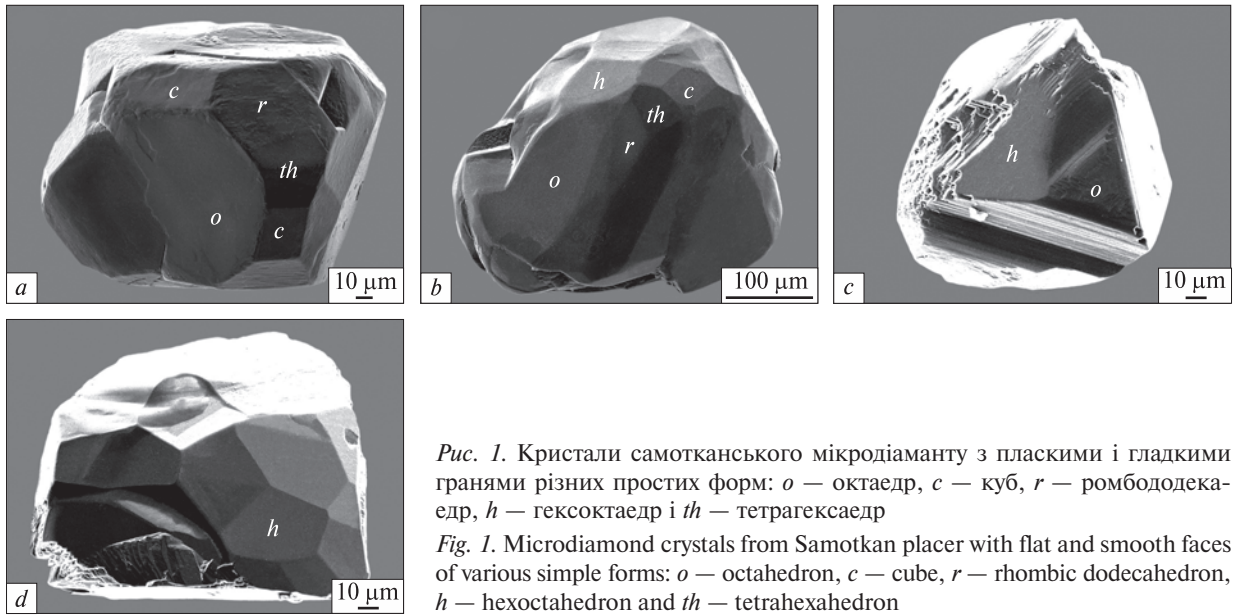 c
r
th
o
c
a
10 µm
h
c
th
r
o
b
100 µm
h
o
c
10 µm
h
d
10 µm
Рис. 1. Кристали самотканського мікродіаманту з пласкими і гладкими
гранями різних простих форм: o — октаедр, c — куб, r — ромбододека-
едр, h — гексоктаедр і th — тетрагексаедр
Fig. 1. Microdiamond crystals from Samotkan placer with flat and smooth faces
of various simple forms: o — octahedron, c — cube, r — rhombic dodecahedron,
h — hexoctahedron and th — tetrahexahedron